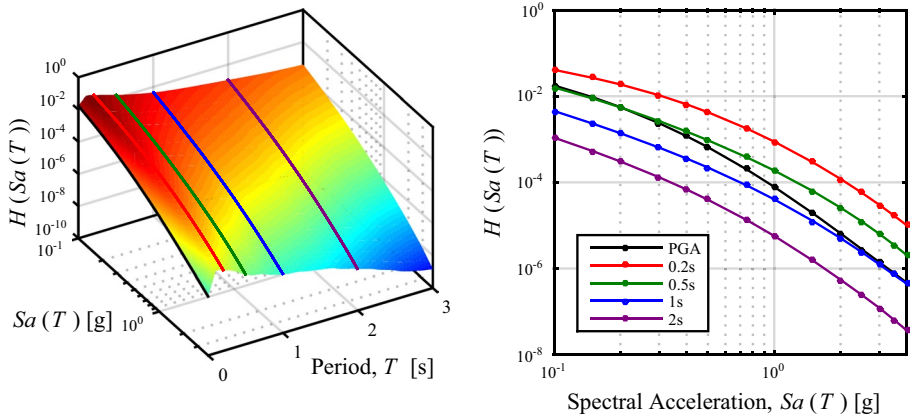 10^0
10^-2
10^-4
10^-6
10^-8
10^-10
H (Sa (T))
10^-1
10^0
Sa (T) [g]
0
1
2
3
Period, T [s]
10^0
10^-2
10^-4
10^-6
10^-8
H (Sa (T))
PGA
0.2s
0.5s
1s
2s
10^-1
10^0
Spectral Acceleration, Sa (T) [g]